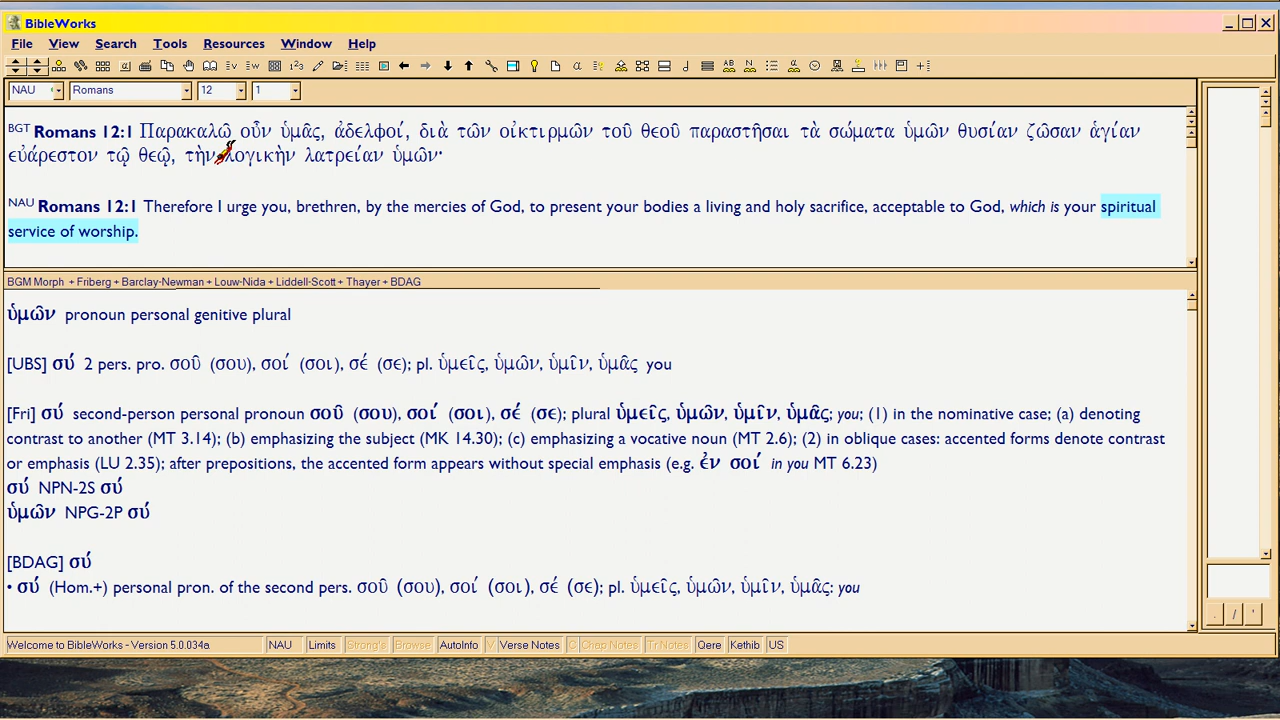 BibleWorks
File View Search Tools Resources Window Help
NAU Romans 12 1
BGT Romans 12:1 Παρακαλῶ οὖν ὑμᾶς, ἀδελφοί, διὰ τῶν οἰκτιρμῶν τοῦ θεοῦ παραστῆσαι τὰ σώματα ὑμῶν θυσίαν ζῶσαν ἁγίαν
εὐάρεστον τῷ θεῷ, τὴν λογικὴν λατρείαν ὑμῶν·
NAU Romans 12:1 Therefore I urge you, brethren, by the mercies of God, to present your bodies a living and holy sacrifice, acceptable to God, which is your spiritual
service of worship.
BGM Morph + Friberg + Barclay-Newman + Louw-Nida + Liddell-Scott + Thayer + BDAG
ὑμῶν pronoun personal genitive plural
[UBS] σύ 2 pers. pro. σοῦ (σου), σοί (σοι), σέ (σε); pl. ὑμεῖς, ὑμῶν, ὑμῖν, ὑμᾶς you
[Fri] σύ second-person personal pronoun σοῦ (σου), σοί (σοι), σέ (σε); plural ὑμεῖς, ὑμῶν, ὑμῖν, ὑμᾶς; you; (1) in the nominative case; (a) denoting
contrast to another (MT 3.14); (b) emphasizing the subject (MK 14.30); (c) emphasizing a vocative noun (MT 2.6); (2) in oblique cases: accented forms denote contrast
or emphasis (LU 2.35); after prepositions, the accented form appears without special emphasis (e.g. ἐν σοί in you MT 6.23)
σύ NPN-2S σύ
ὑμῶν NPG-2P σύ
[BDAG] σύ
• σύ (Hom.+) personal pron. of the second pers. σοῦ (σου), σοί (σοι), σέ (σε); pl. ὑμεῖς, ὑμῶν, ὑμῖν, ὑμᾶς: you
Welcome to BibleWorks - Version 5.0.034a NAU Limits Strong's Browse AutoInfo V Verse Notes C Chap Notes Tr Notes Qere Kethib US